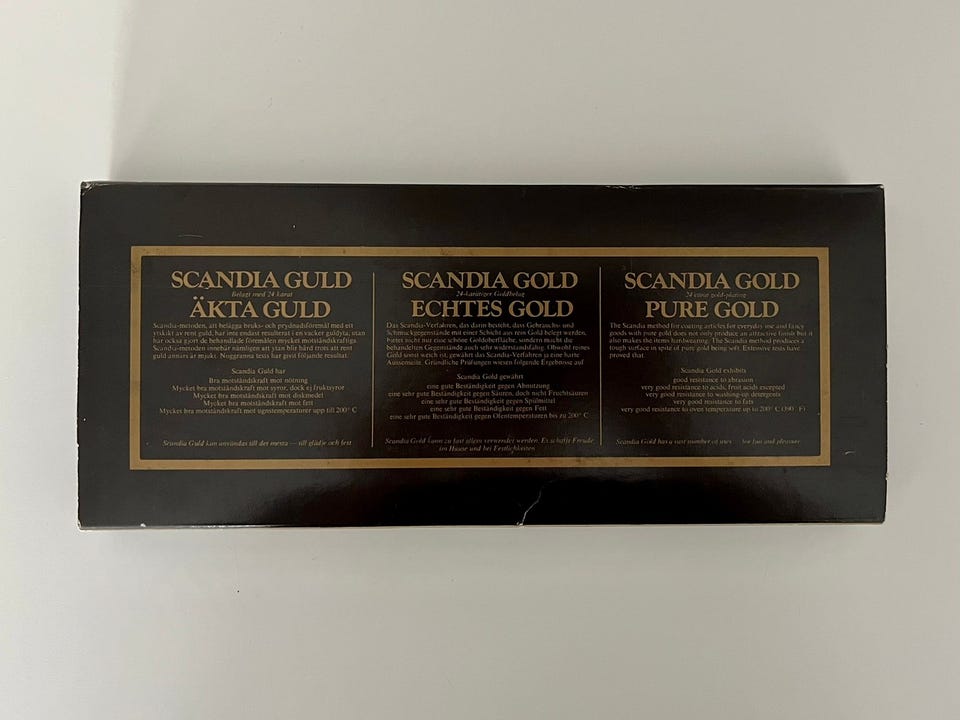 SCANDIA GULD
Belagt med 24 karat
ÄKTA GULD
Scandia-metoden, att belägga bruks- och prydnadsföremål med ett
ytskikt av rent guld, har inte endast resulterat i en vacker guldyta, utan
har också gjort de behandlade föremålen mycket motståndskraftiga.
Scandia-metoden innebär nämligen att ytan blir hård trots att rent
guld annars är mjukt. Noggranna tests har givit följande resultat.
Scandia Guld har
Bra motståndskraft mot nötning
Mycket bra motståndskraft mot syror, dock ej fruktsyror
Mycket bra motståndskraft mot diskmedel
Mycket bra motståndskraft mot fett
Mycket bra motståndskraft mot ugnstemperaturer upp till 200° C
Scandia Guld kan användas till det mesta — till glädje och fest
SCANDIA GOLD
24-karätiger Goldbelag
ECHTES GOLD
Das Scandia-Verfahren, das darin besteht, dass Gebrauchs- und
Schmuckgegenstände mit einer Schicht aus rein Gold belegt werden,
bietet nicht nur eine schöne Goldoberfläche, sondern macht die
behandelten Gegenstände auch sehr widerstandsfähig. Obwohl reines
Gold sonst weich ist, gewährt das Scandia-Verfahren eine harte
Aussenseite. Gründliche Prüfungen wiesen folgende Ergebnisse auf
Scandia Gold gewährt
eine gute Beständigkeit gegen Abnutzung
eine sehr gute Beständigkeit gegen Säuren, doch nicht Fruchtsäuren
eine sehr gute Beständigkeit gegen Spülmittel
eine sehr gute Beständigkeit gegen Fett
eine sehr gute Beständigkeit gegen Ofentemperaturen bis zu 200° C
Scandia Gold kann zu fast allem verwendet werden. Es schafft Freude
im Hause und bei Festlichkeiten
SCANDIA GOLD
24 carat gold-plating
PURE GOLD
The Scandia method for coating articles for everyday use and fancy
goods with pure gold does not only produce an attractive finish but it
also makes the items hardwearing. The Scandia method produces a
tough surface in spite of pure gold being soft. Extensive tests have
proved that
Scandia Gold exhibits
good resistance to abrasion
very good resistance to acids, fruit acids excepted
very good resistance to washing-up detergents
very good resistance to fats
very good resistance to oven temperature up to 200° C (390° F)
Scandia Gold has a vast number of uses — for fun and pleasure